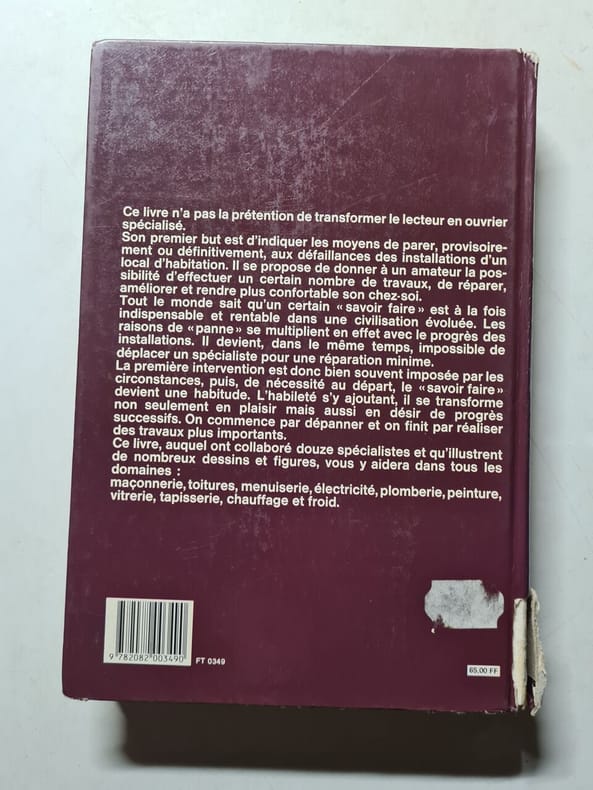 Ce livre n'a pas la prétention de transformer le lecteur en ouvrier
spécialisé.
Son premier but est d'indiquer les moyens de parer, provisoire-
ment ou définitivement, aux défaillances des installations d'un
local d'habitation. Il se propose de donner à un amateur la pos-
sibilité d'effectuer un certain nombre de travaux, de réparer,
améliorer et rendre plus confortable son chez-soi.
Tout le monde sait qu'un certain « savoir faire » est à la fois
indispensable et rentable dans une civilisation évoluée. Les
raisons de « panne » se multiplient en effet avec le progrès des
installations. Il devient, dans le même temps, impossible de
déplacer un spécialiste pour une réparation minime.
La première intervention est donc bien souvent imposée par les
circonstances, puis, de nécessité au départ, le « savoir faire »
devient une habitude. L'habileté s'y ajoutant, il se transforme
non seulement en plaisir mais aussi en désir de progrès
successifs. On commence par dépanner et on finit par réaliser
des travaux plus importants.
Ce livre, auquel ont collaboré douze spécialistes et qu'illustrent
de nombreux dessins et figures, vous y aidera dans tous les
domaines :
maçonnerie, toitures, menuiserie, électricité, plomberie, peinture,
vitrerie, tapisserie, chauffage et froid.
9 782082 003490
FT 0349
65,00 FF